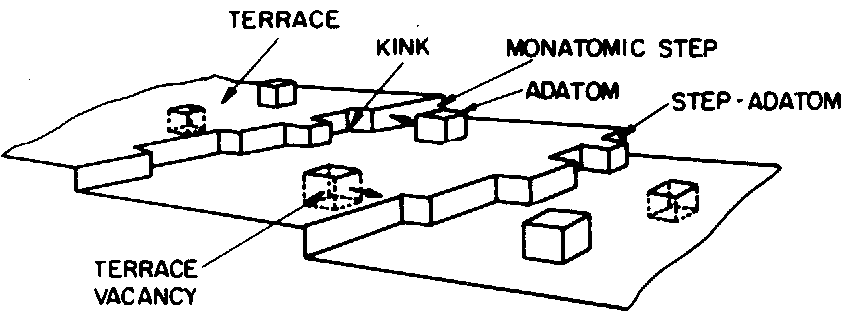 TERRACE
KINK
MONATOMIC STEP
ADATOM
STEP-ADATOM
TERRACE
VACANCY